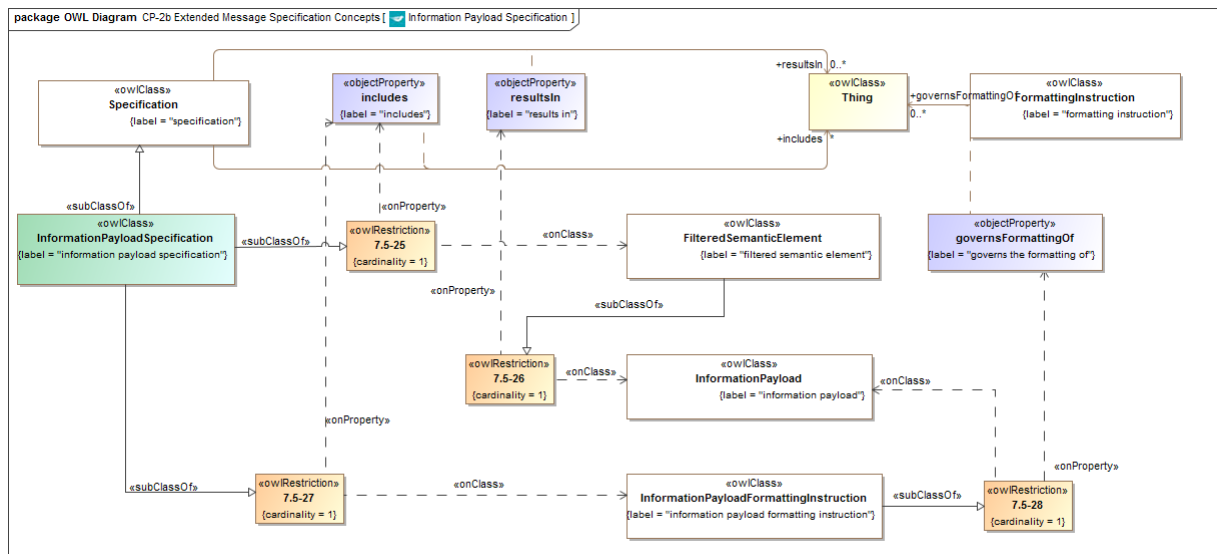 package OWL Diagram CP-2b Extended Message Specification Concepts [ Information Payload Specification ]
«owlClass»
Specification
{label = "specification"}
«objectProperty»
includes
{label = "includes"}
«objectProperty»
resultsIn
{label = "results in"}
+resultsIn 0..*
«owlClass»
Thing
+includes *
+governsFormattingOf
0..*
«owlClass»
FormattingInstruction
{label = "formatting instruction"}
«subClassOf»
«owlClass»
InformationPayloadSpecification
{label = "information payload specification"}
«subClassOf»
«onProperty»
«owlRestriction»
7.5-25
{cardinality = 1}
«onClass»
«owlClass»
FilteredSemanticElement
{label = "filtered semantic element"}
«objectProperty»
governsFormattingOf
{label = "governs the formatting of"}
«onProperty»
«subClassOf»
«owlRestriction»
7.5-26
{cardinality = 1}
«onClass»
«owlClass»
InformationPayload
{label = "information payload"}
«onClass»
«onProperty»
«subClassOf»
«owlRestriction»
7.5-27
{cardinality = 1}
«onClass»
«owlClass»
InformationPayloadFormattingInstruction
{label = "information payload formatting instruction"}
«subClassOf»
«onProperty»
«owlRestriction»
7.5-28
{cardinality = 1}